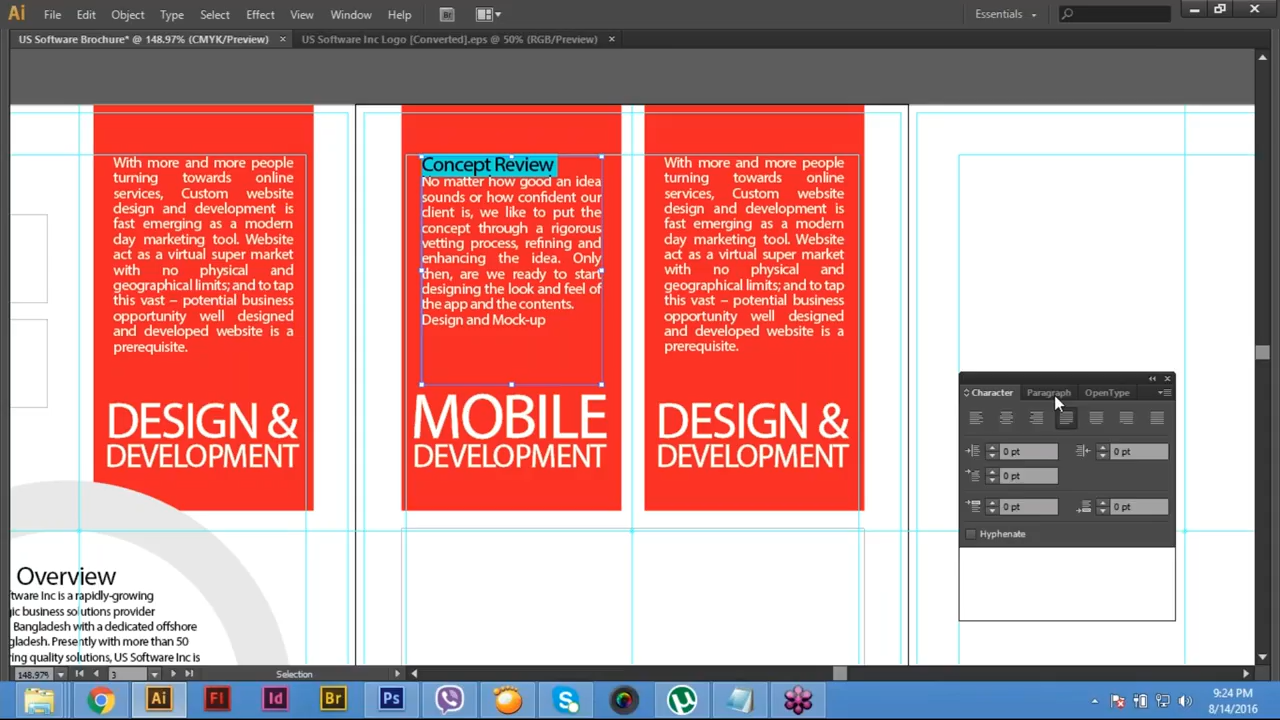 Ai File Edit Object Type Select Effect View Window Help Br Essentials
US Software Brochure* @ 148.97% (CMYK/Preview) × US Software Inc Logo [Converted].eps @ 50% (RGB/Preview) ×
With more and more people
turning towards online
services, Custom website
design and development is
fast emerging as a modern
day marketing tool. Website
act as a virtual super market
with no physical and
geographical limits; and to tap
this vast – potential business
opportunity well designed
and developed website is a
prerequisite.
DESIGN &
DEVELOPMENT
Concept Review
No matter how good an idea
sounds or how confident our
client is, we like to put the
concept through a rigorous
vetting process, refining and
enhancing the idea. Only
then, are we ready to start
designing the look and feel of
the app and the contents.
Design and Mock-up
MOBILE
DEVELOPMENT
With more and more people
turning towards online
services, Custom website
design and development is
fast emerging as a modern
day marketing tool. Website
act as a virtual super market
with no physical and
geographical limits; and to tap
this vast – potential business
opportunity well designed
and developed website is a
prerequisite.
DESIGN &
DEVELOPMENT
Character Paragraph OpenType
0 pt 0 pt
0 pt
0 pt 0 pt
Hyphenate
Overview
tware Inc is a rapidly-growing
gic business solutions provider
Bangladesh with a dedicated offshore
gladesh. Presently with more than 50
ring quality solutions, US Software Inc is
148.97% 3 Selection
Ai Fl Id Br Ps
9:24 PM
8/14/2016